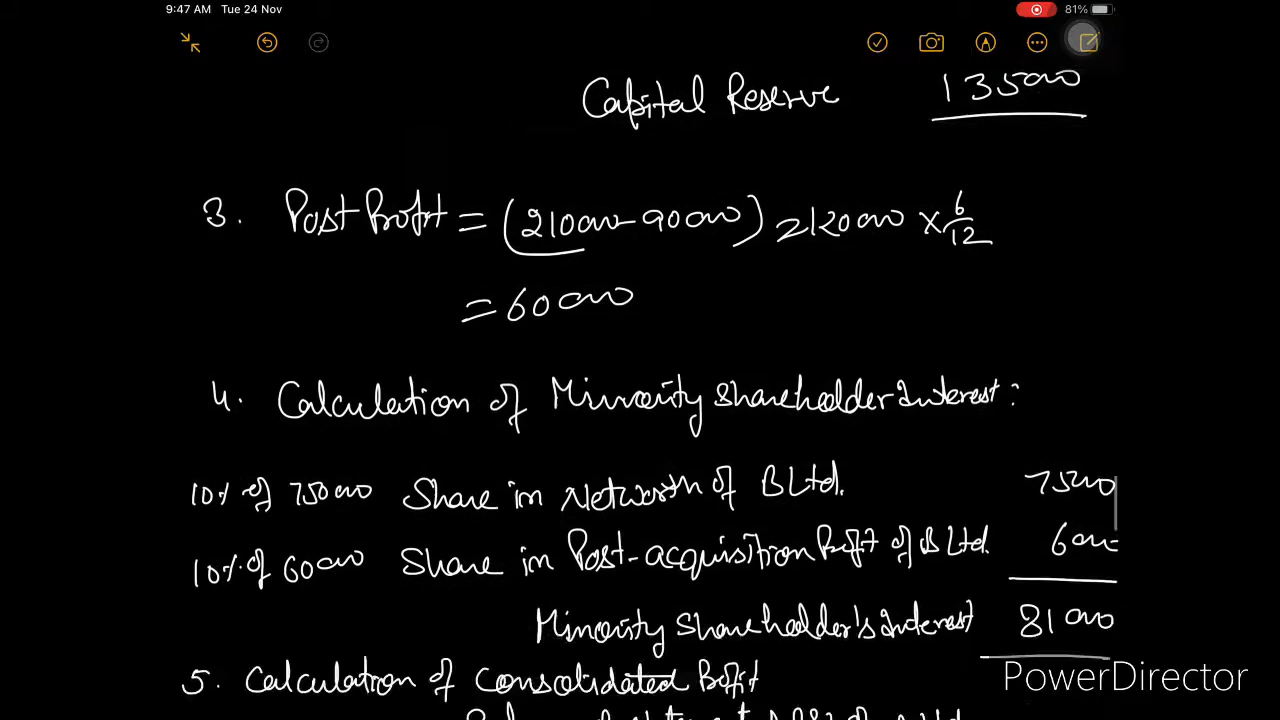 9:47 AM Tue 24 Nov 81%
Capital Reserve 135000
3. Post Profit = (210000-90000) = 120000 × 6/12
= 60000
4. Calculation of Minority Shareholder Interest:
10% of 750000 Share in Networth of B Ltd. 75000
10% of 60000 Share in Post-acquisition Profit of B Ltd. 6000
Minority Shareholder's Interest 81000
5. Calculation of Consolidated Profit
PowerDirector